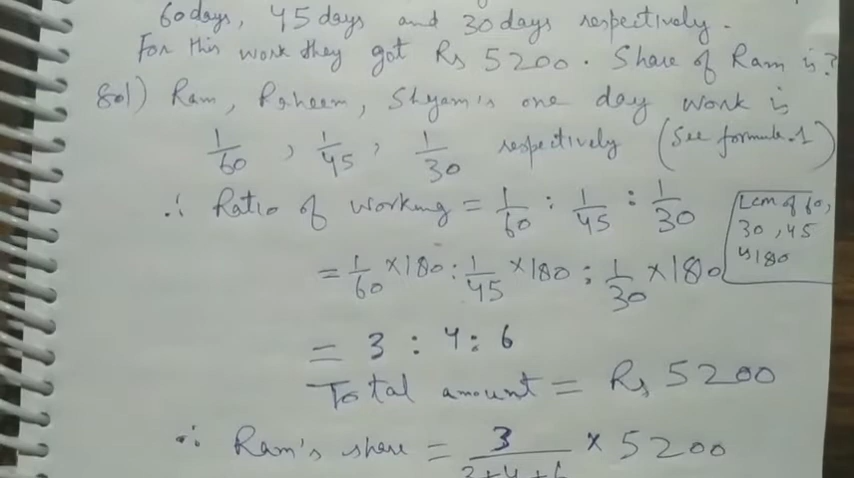 60 days, 45 days and 30 days respectively.
For this work they got Rs 5200. Share of Ram is?
Sol) Ram, Raheem, Shyam's one day work is
1/60, 1/45, 1/30 respectively (See formula.1)
∴ Ratio of working = 1/60 : 1/45 : 1/30
Lcm of 60,
30, 45
is 180
= 1/60 × 180 : 1/45 × 180 : 1/30 × 180
= 3 : 4 : 6
Total amount = Rs 5200
∴ Ram's share = 3/3+4+6 × 5200